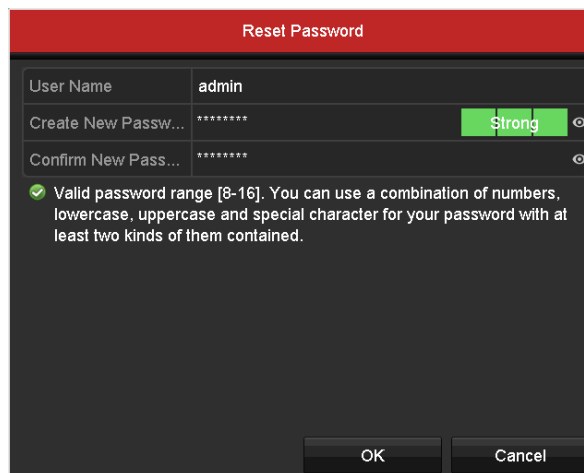 Reset Password
User Name admin
Create New Passw... ******** Strong
Confirm New Pass... ********
Valid password range [8-16]. You can use a combination of numbers,
lowercase, uppercase and special character for your password with at
least two kinds of them contained.
OK Cancel